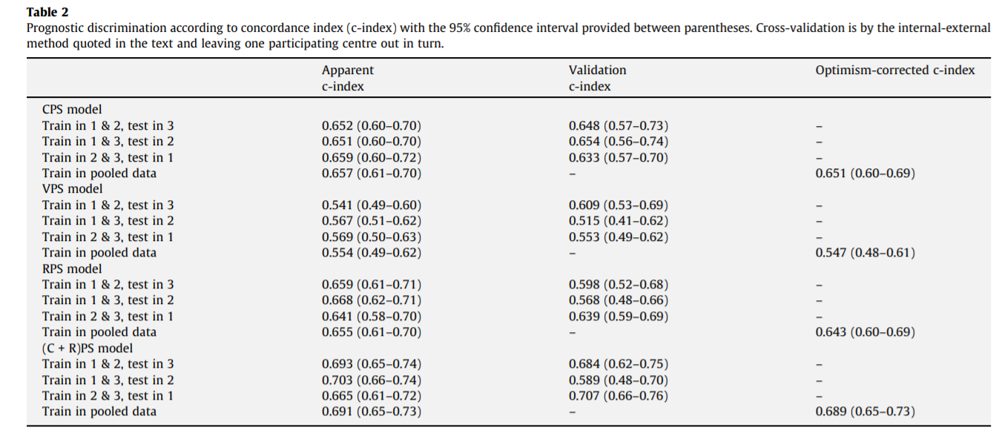 Table 2
Prognostic discrimination according to concordance index (c-index) with the 95% confidence interval provided between parentheses. Cross-validation is by the internal-external
method quoted in the text and leaving one participating centre out in turn.
Apparent c-index Validation c-index Optimism-corrected c-index
CPS model
Train in 1 & 2, test in 3 0.652 (0.60–0.70) 0.648 (0.57–0.73) –
Train in 1 & 3, test in 2 0.651 (0.60–0.70) 0.654 (0.56–0.74) –
Train in 2 & 3, test in 1 0.659 (0.60–0.72) 0.633 (0.57–0.70) –
Train in pooled data 0.657 (0.61–0.70) – 0.651 (0.60–0.69)
VPS model
Train in 1 & 2, test in 3 0.541 (0.49–0.60) 0.609 (0.53–0.69) –
Train in 1 & 3, test in 2 0.567 (0.51–0.62) 0.515 (0.41–0.62) –
Train in 2 & 3, test in 1 0.569 (0.50–0.63) 0.553 (0.49–0.62) –
Train in pooled data 0.554 (0.49–0.62) – 0.547 (0.48–0.61)
RPS model
Train in 1 & 2, test in 3 0.659 (0.61–0.71) 0.598 (0.52–0.68) –
Train in 1 & 3, test in 2 0.668 (0.62–0.71) 0.568 (0.48–0.66) –
Train in 2 & 3, test in 1 0.641 (0.58–0.70) 0.639 (0.59–0.69) –
Train in pooled data 0.655 (0.61–0.70) – 0.643 (0.60–0.69)
(C + R)PS model
Train in 1 & 2, test in 3 0.693 (0.65–0.74) 0.684 (0.62–0.75) –
Train in 1 & 3, test in 2 0.703 (0.66–0.74) 0.589 (0.48–0.70) –
Train in 2 & 3, test in 1 0.665 (0.61–0.72) 0.707 (0.66–0.76) –
Train in pooled data 0.691 (0.65–0.73) – 0.689 (0.65–0.73)